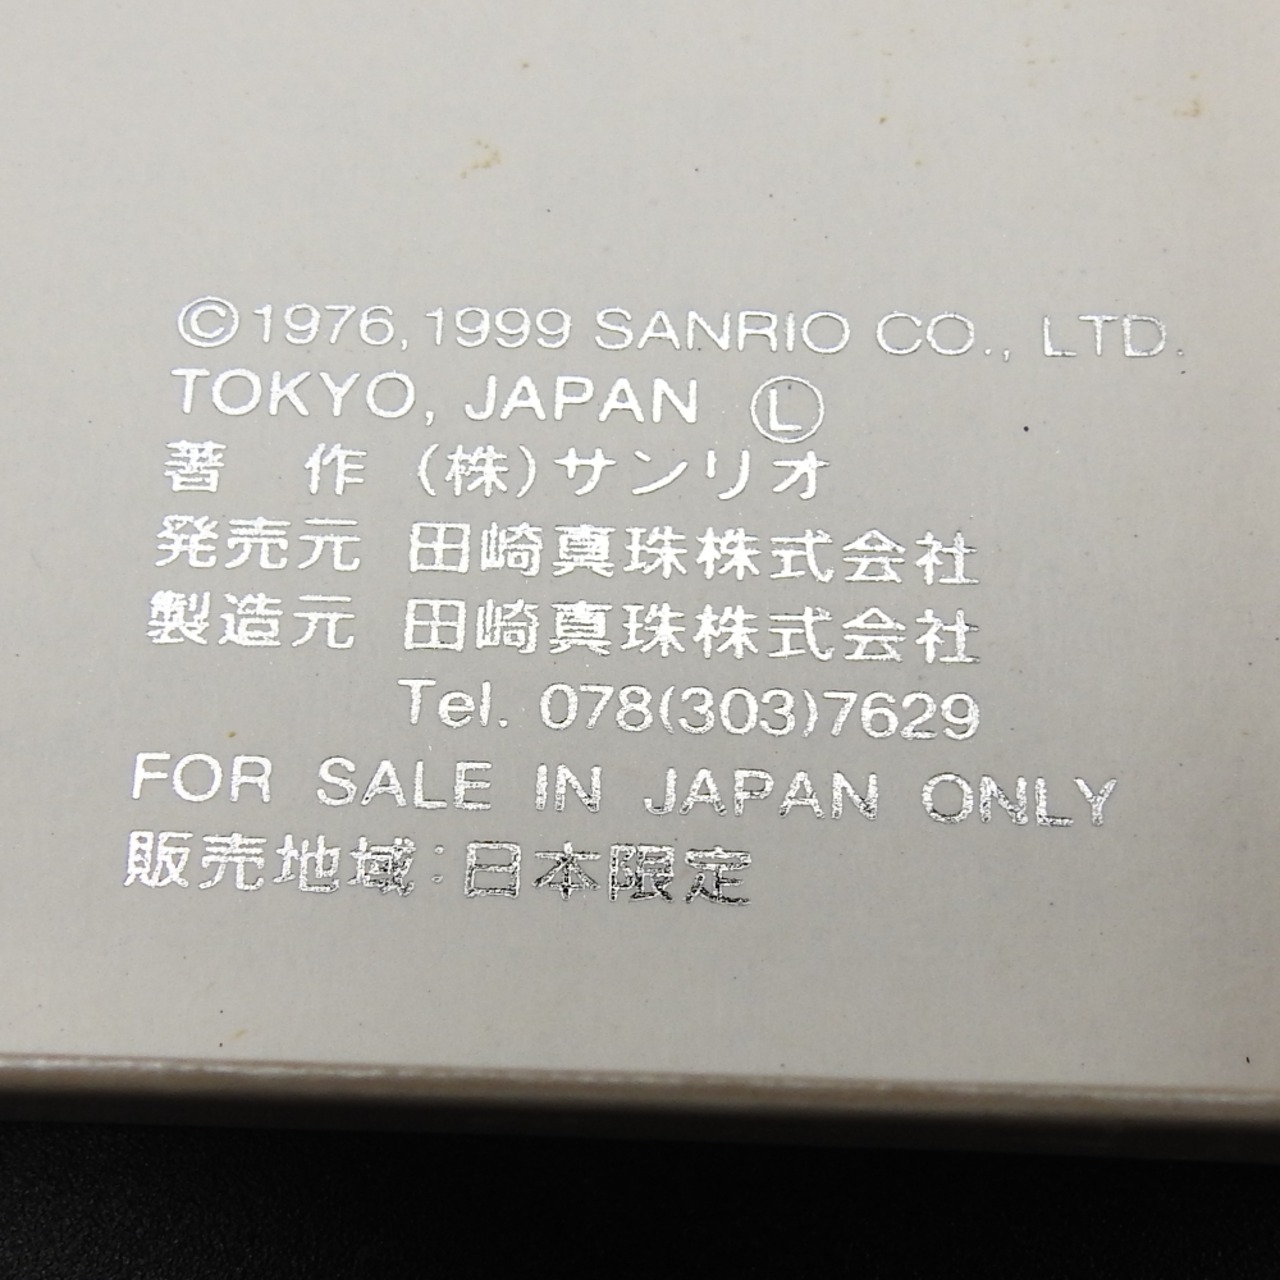 ©1976,1999 SANRIO CO., LTD.
TOKYO, JAPAN Ⓛ
著　作 (株)サンリオ
発売元 田崎真珠株式会社
製造元 田崎真珠株式会社
Tel. 078(303)7629
FOR SALE IN JAPAN ONLY
販売地域:日本限定